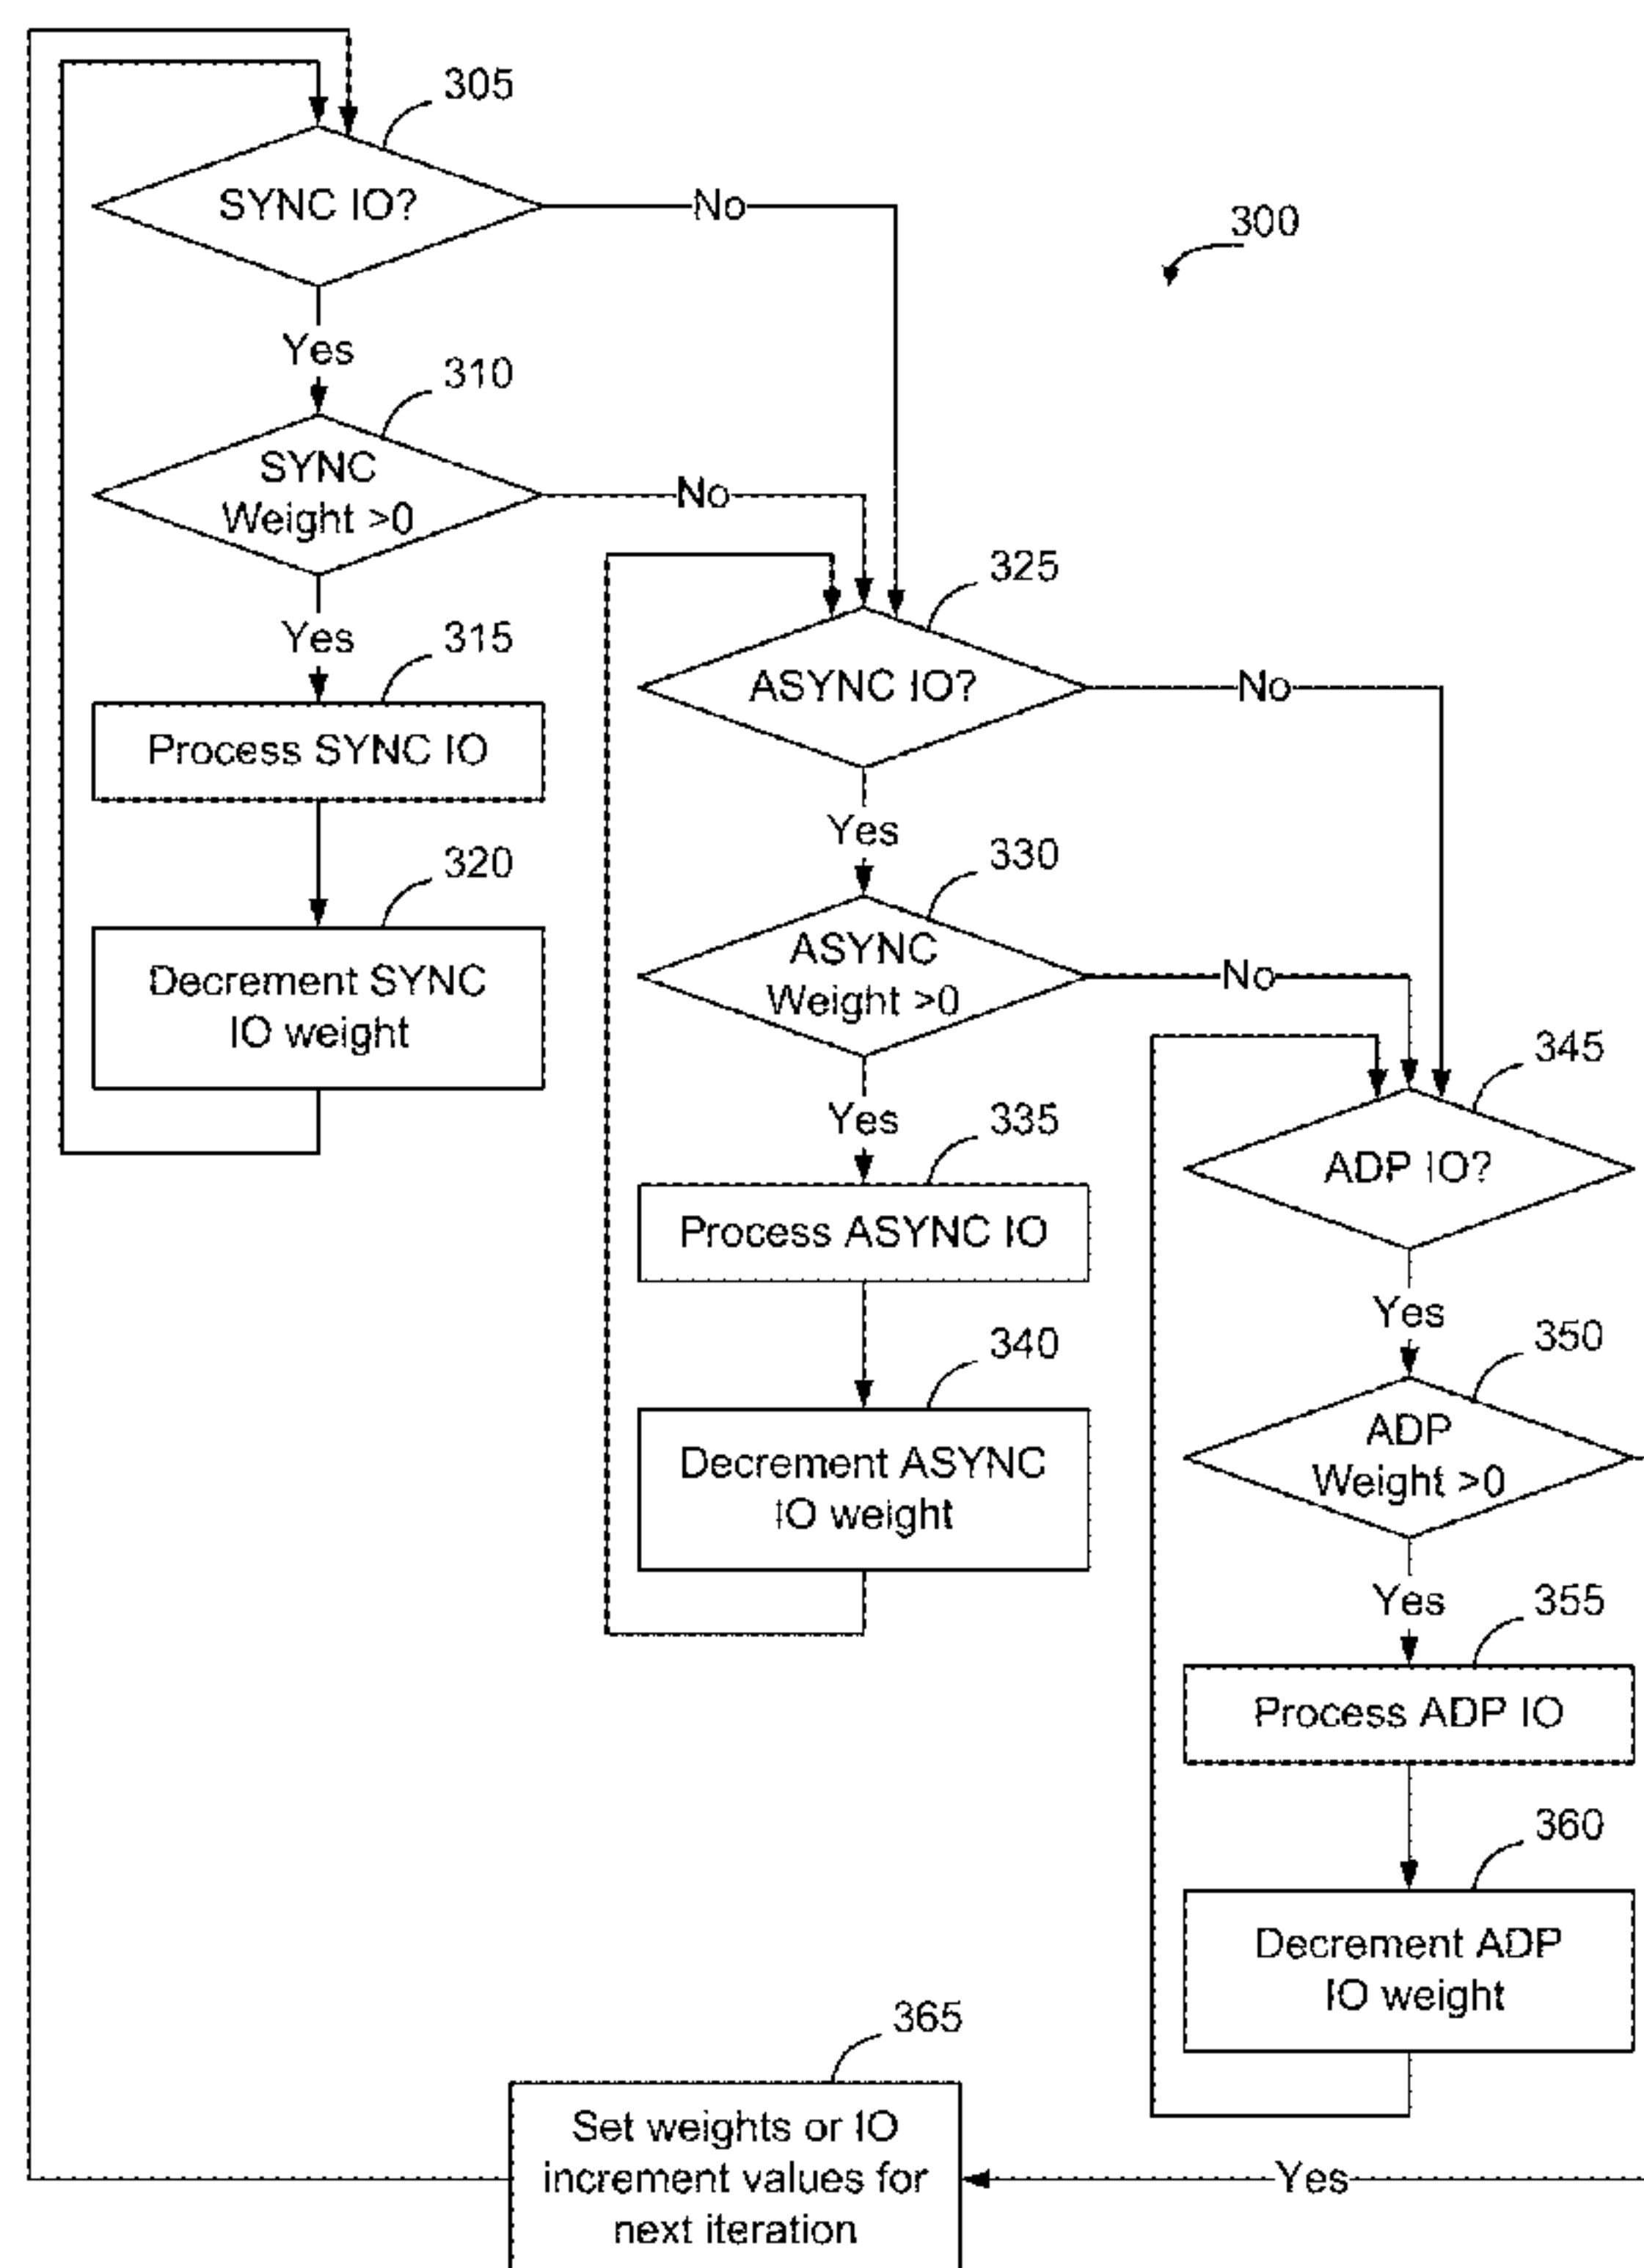 305
SYNC IO?
No
300
Yes
310
SYNC
Weight >0
No
325
Yes
315
ASYNC IO?
No
Process SYNC IO
Yes
330
320
ASYNC
Weight >0
No
Decrement SYNC
IO weight
345
Yes
335
ADP IO?
Process ASYNC IO
Yes
350
340
ADP
Weight >0
Decrement ASYNC
IO weight
Yes
355
Process ADP IO
360
Decrement ADP
IO weight
365
Set weights or IO
increment values for
next iteration
Yes